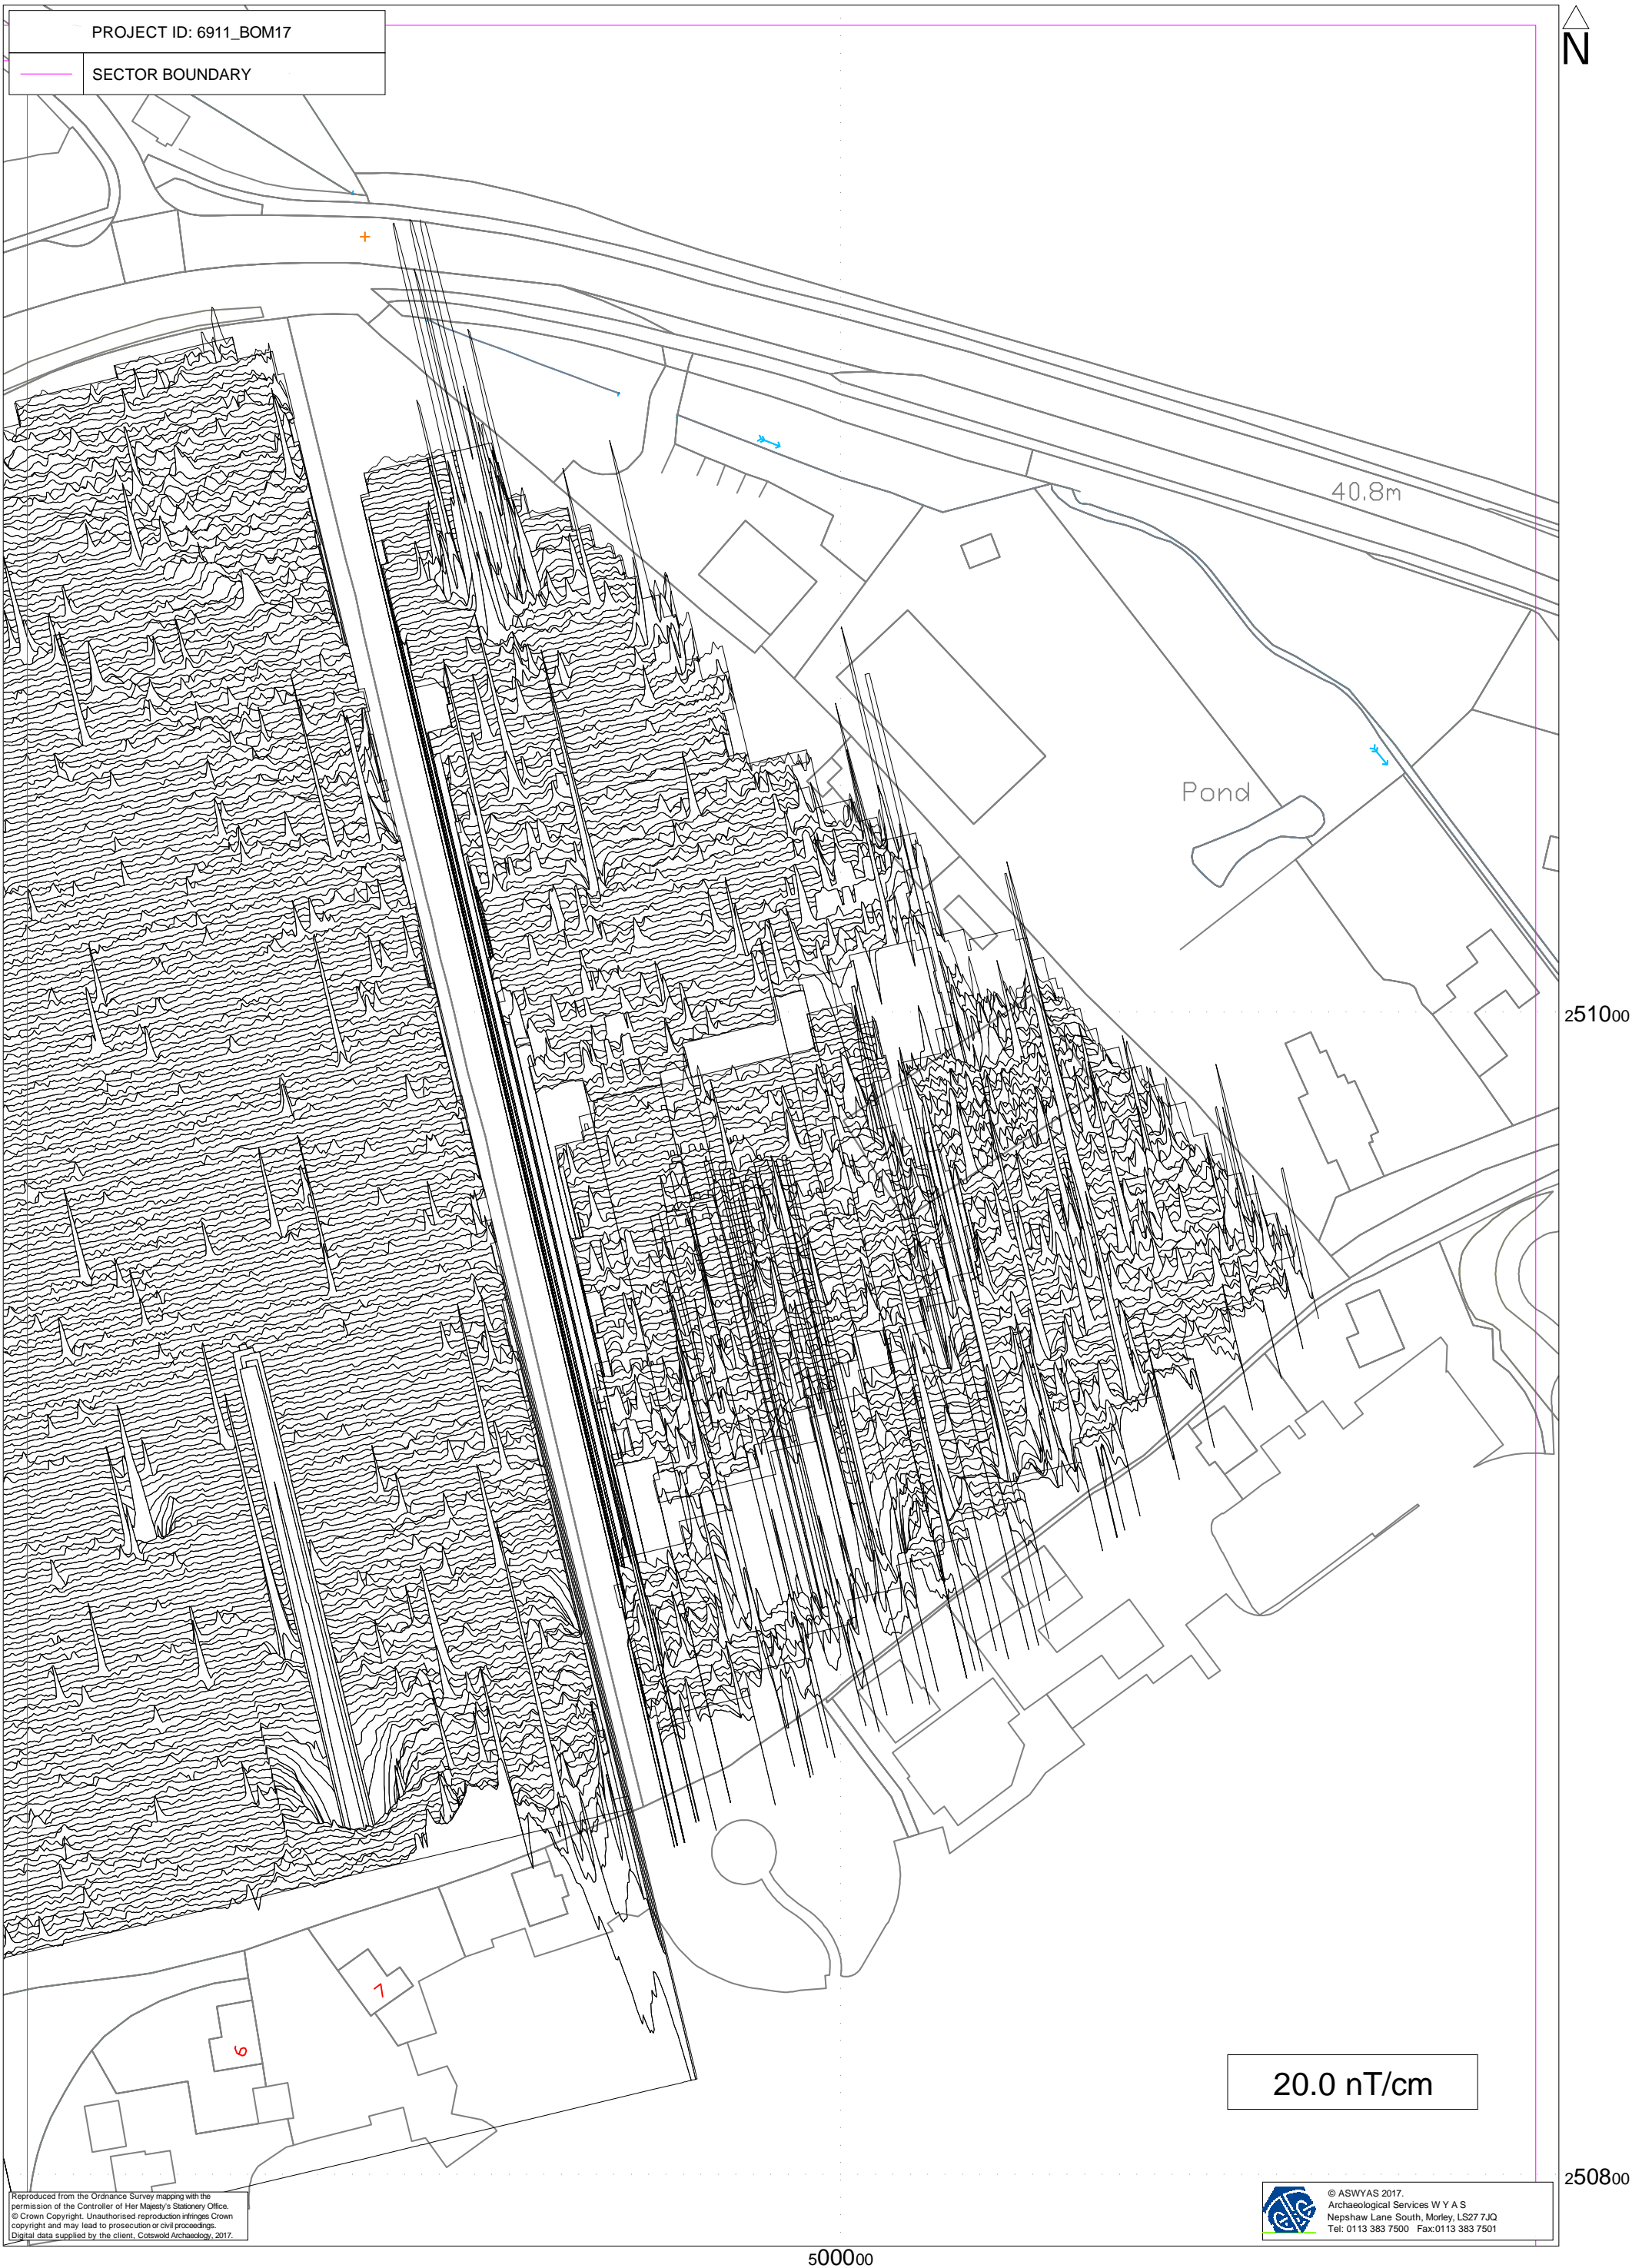 PROJECT ID: 6911_BOM17
SECTOR BOUNDARY
N
40.8m
Pond
251000
7
6
20.0 nT/cm
250800
Reproduced from the Ordnance Survey mapping with the
permission of the Controller of Her Majesty's Stationery Office.
© Crown Copyright. Unauthorised reproduction infringes Crown
copyright and may lead to prosecution or civil proceedings.
Digital data supplied by the client, Cotswold Archaeology, 2017.
© ASWYAS 2017.
Archaeological Services W Y A S
Nepshaw Lane South, Morley, LS27 7JQ
Tel: 0113 383 7500 Fax:0113 383 7501
500000